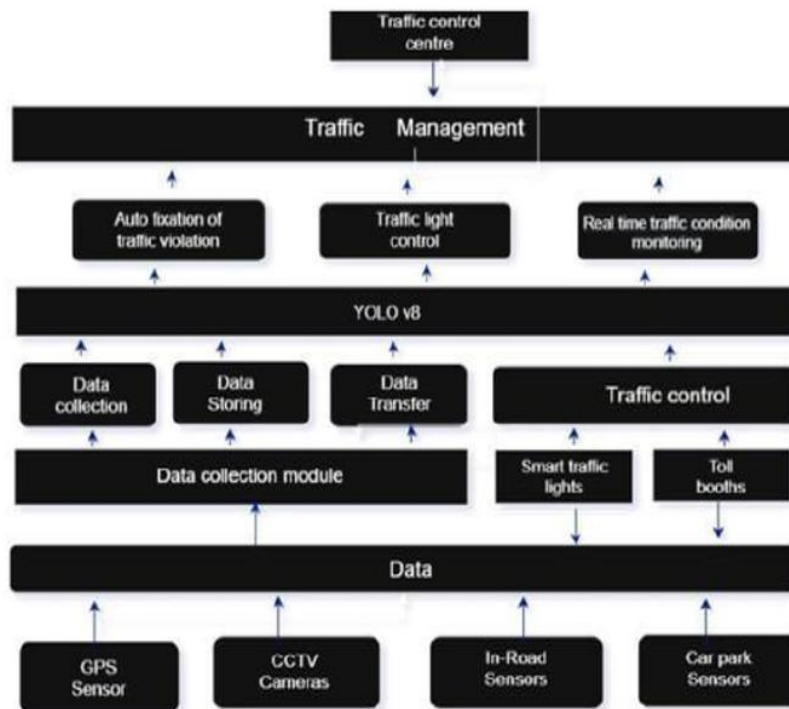 Traffic control
centre
Traffic Management
Auto fixation of
traffic violation
Traffic light
control
Real time traffic condition
monitoring
YOLO v8
Data
collection
Data
Storing
Data
Transfer
Traffic control
Data collection module
Smart traffic
lights
Toll
booths
Data
GPS
Sensor
CCTV
Cameras
In-Road
Sensors
Car park
Sensors